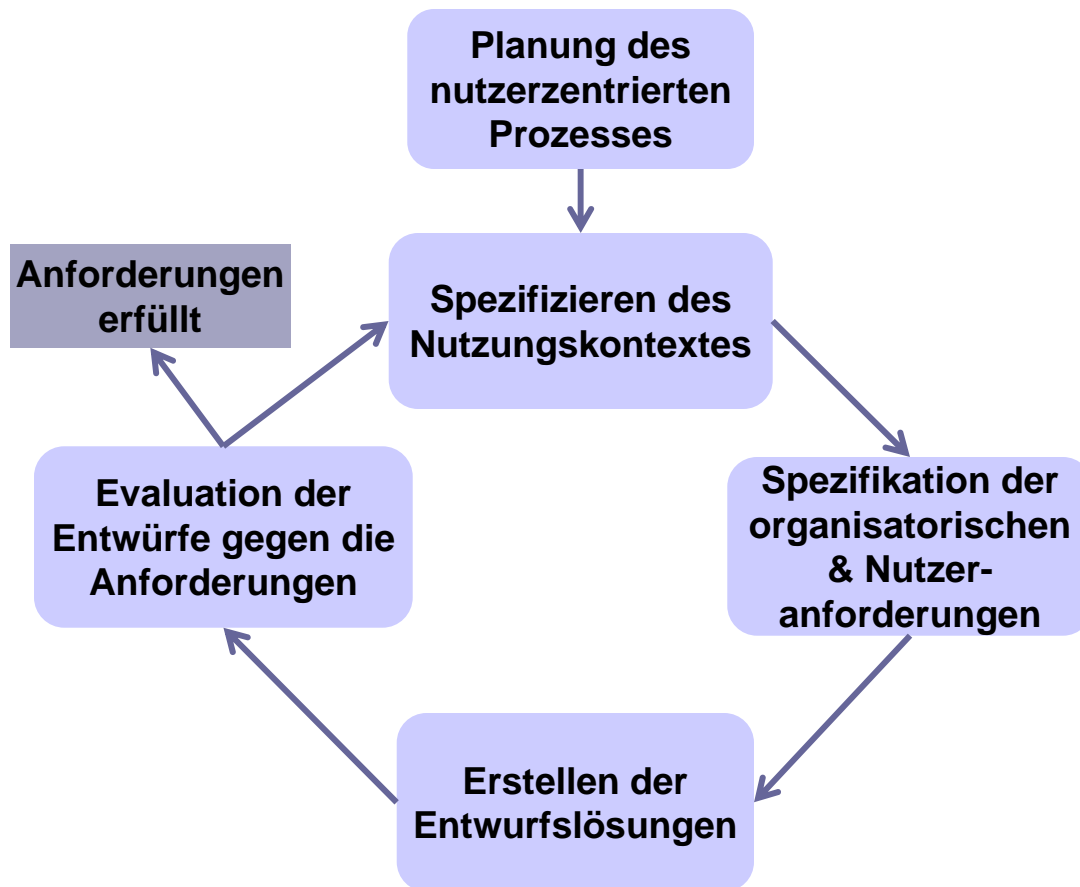 Planung des
nutzerzentrierten
Prozesses
Anforderungen
erfüllt
Spezifizieren des
Nutzungskontextes
Evaluation der
Entwürfe gegen die
Anforderungen
Spezifikation der
organisatorischen
& Nutzer-
anforderungen
Erstellen der
Entwurfslösungen